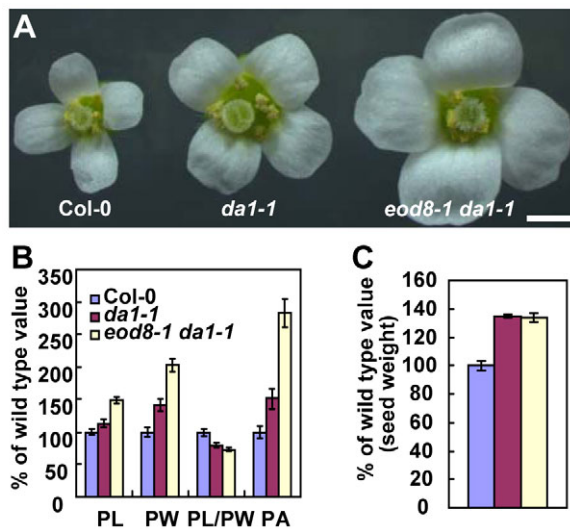 A
Col-0 da1-1 eod8-1 da1-1
B
% of wild type value
350
300
250
200
150
100
50
0
Col-0
da1-1
eod8-1 da1-1
PL PW PL/PW PA
C
% of wild type value
(seed weight)
160
140
120
100
80
60
40
20
0